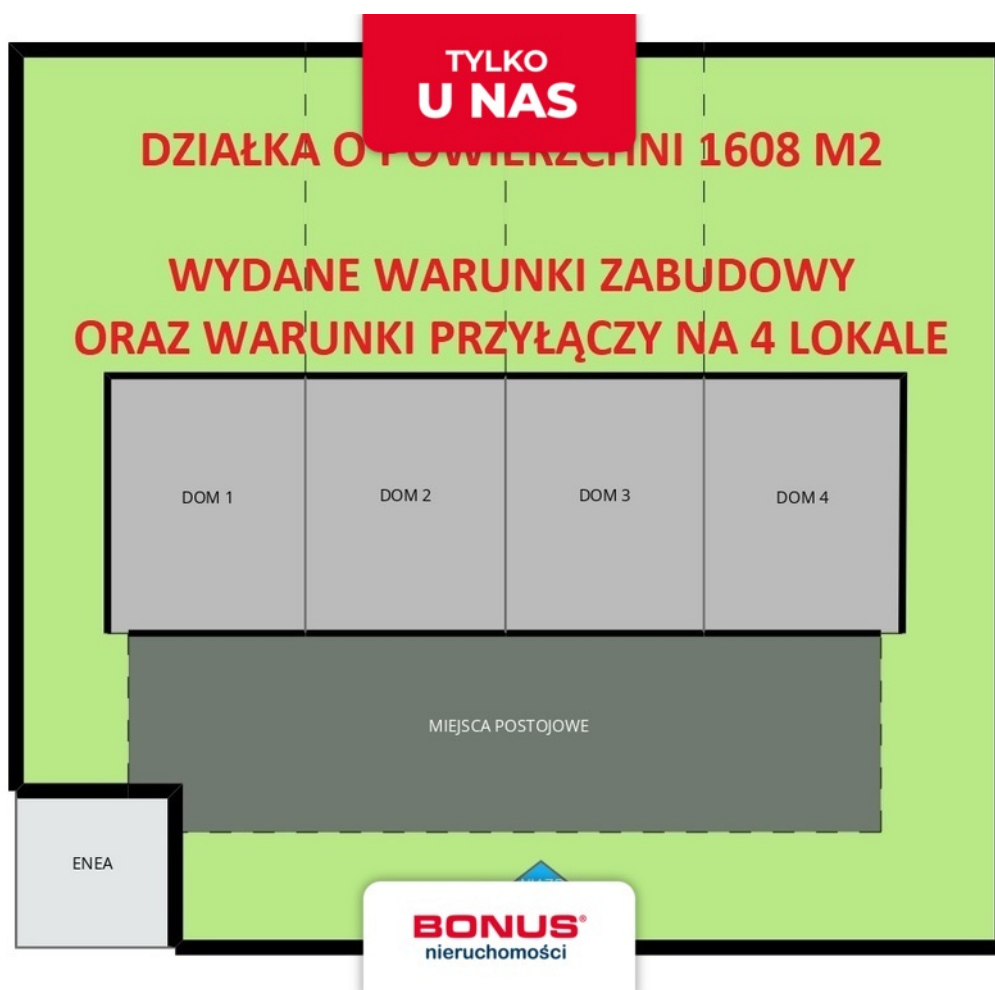 TYLKO
U NAS
DZIAŁKA O POWIERZCHNI 1608 M2
WYDANE WARUNKI ZABUDOWY
ORAZ WARUNKI PRZYŁĄCZY NA 4 LOKALE
DOM 1
DOM 2
DOM 3
DOM 4
MIEJSCA POSTOJOWE
ENEA
BONUS®
nieruchomości